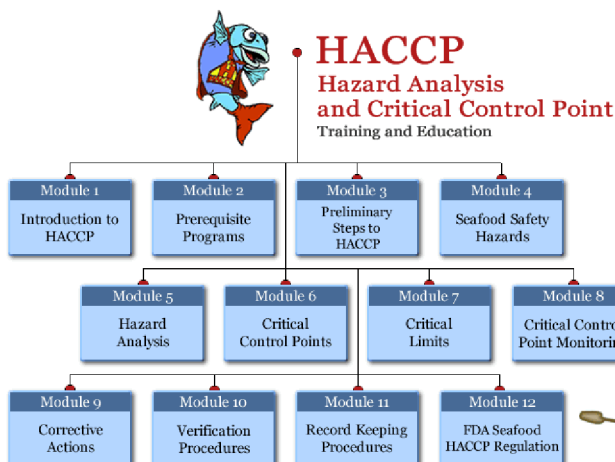 HACCP
Hazard Analysis
and Critical Control Point
Training and Education
Module 1
Introduction to
HACCP
Module 2
Prerequisite
Programs
Module 3
Preliminary
Steps to
HACCP
Module 4
Seafood Safety
Hazards
Module 5
Hazard
Analysis
Module 6
Critical
Control Points
Module 7
Critical
Limits
Module 8
Critical Contro
Point Monitorin
Module 9
Corrective
Actions
Module 10
Verification
Procedures
Module 11
Record Keeping
Procedures
Module 12
FDA Seafood
HACCP Regulation